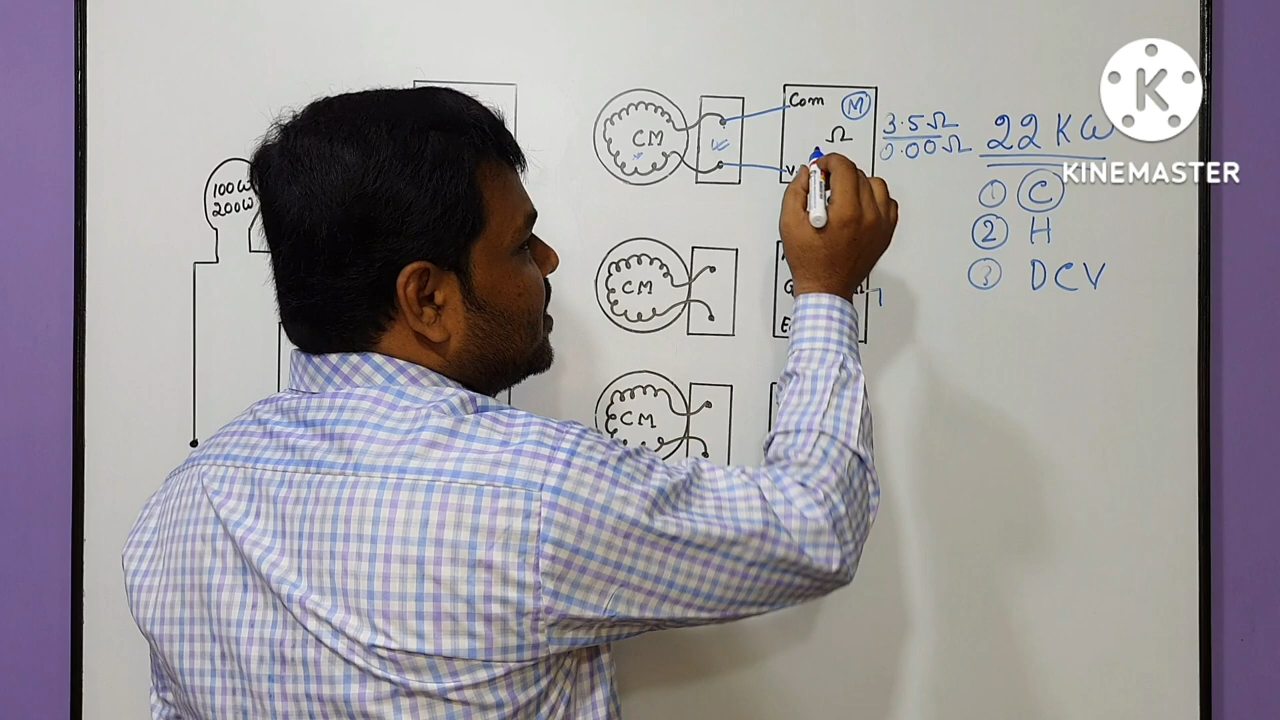 100W
200W
CM
Com
M
Ω
V
3.5Ω
0.00Ω
22 KW
1 C
2 H
3 DCV
CM
CM
K
KINEMASTER